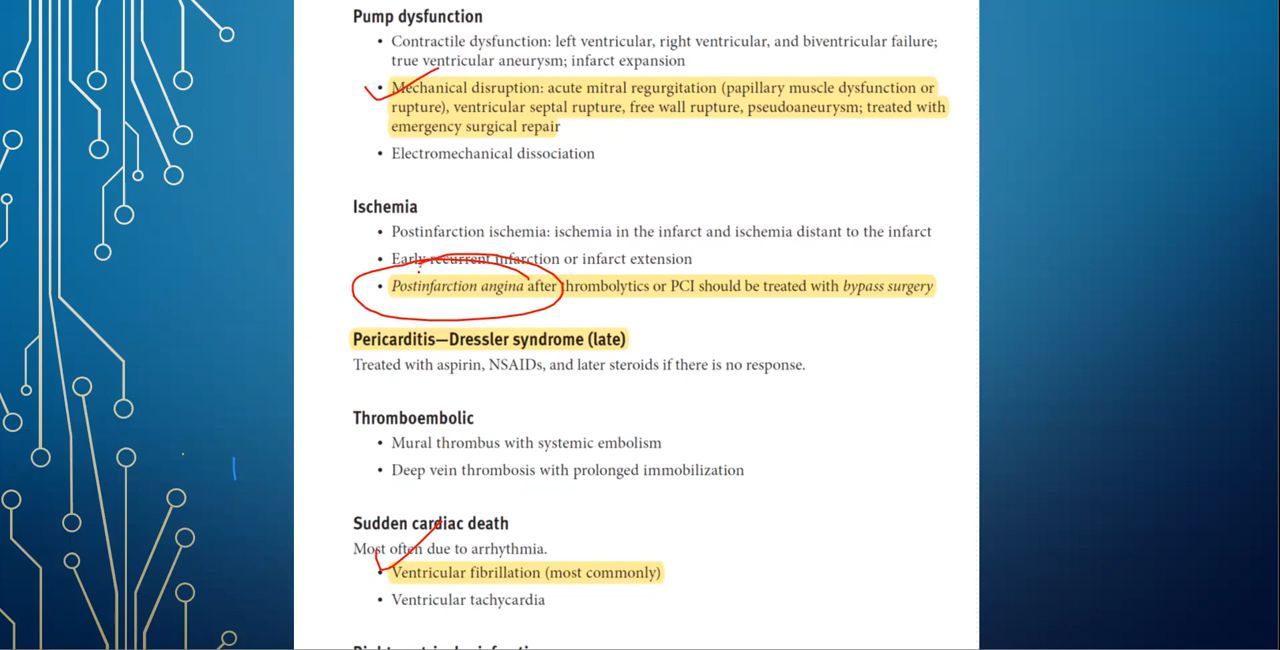 Pump dysfunction
• Contractile dysfunction: left ventricular, right ventricular, and biventricular failure;
true ventricular aneurysm; infarct expansion
• Mechanical disruption: acute mitral regurgitation (papillary muscle dysfunction or
rupture), ventricular septal rupture, free wall rupture, pseudoaneurysm; treated with
emergency surgical repair
• Electromechanical dissociation
Ischemia
• Postinfarction ischemia: ischemia in the infarct and ischemia distant to the infarct
• Early recurrent infarction or infarct extension
• Postinfarction angina after thrombolytics or PCI should be treated with bypass surgery
Pericarditis—Dressler syndrome (late)
Treated with aspirin, NSAIDs, and later steroids if there is no response.
Thromboembolic
• Mural thrombus with systemic embolism
• Deep vein thrombosis with prolonged immobilization
Sudden cardiac death
Most often due to arrhythmia.
• Ventricular fibrillation (most commonly)
• Ventricular tachycardia